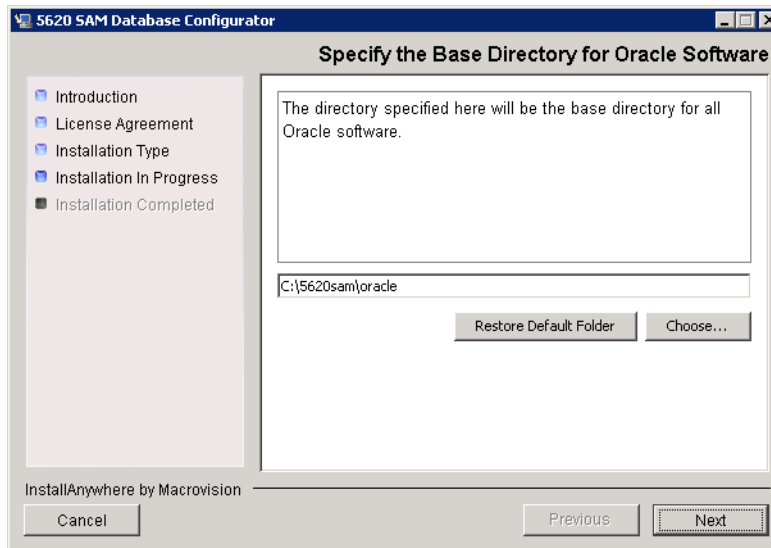 5620 SAM Database Configurator
Specify the Base Directory for Oracle Software
Introduction
License Agreement
Installation Type
Installation In Progress
Installation Completed
The directory specified here will be the base directory for all
Oracle software.
C:\5620sam\oracle
Restore Default Folder
Choose...
InstallAnywhere by Macrovision
Cancel
Previous
Next